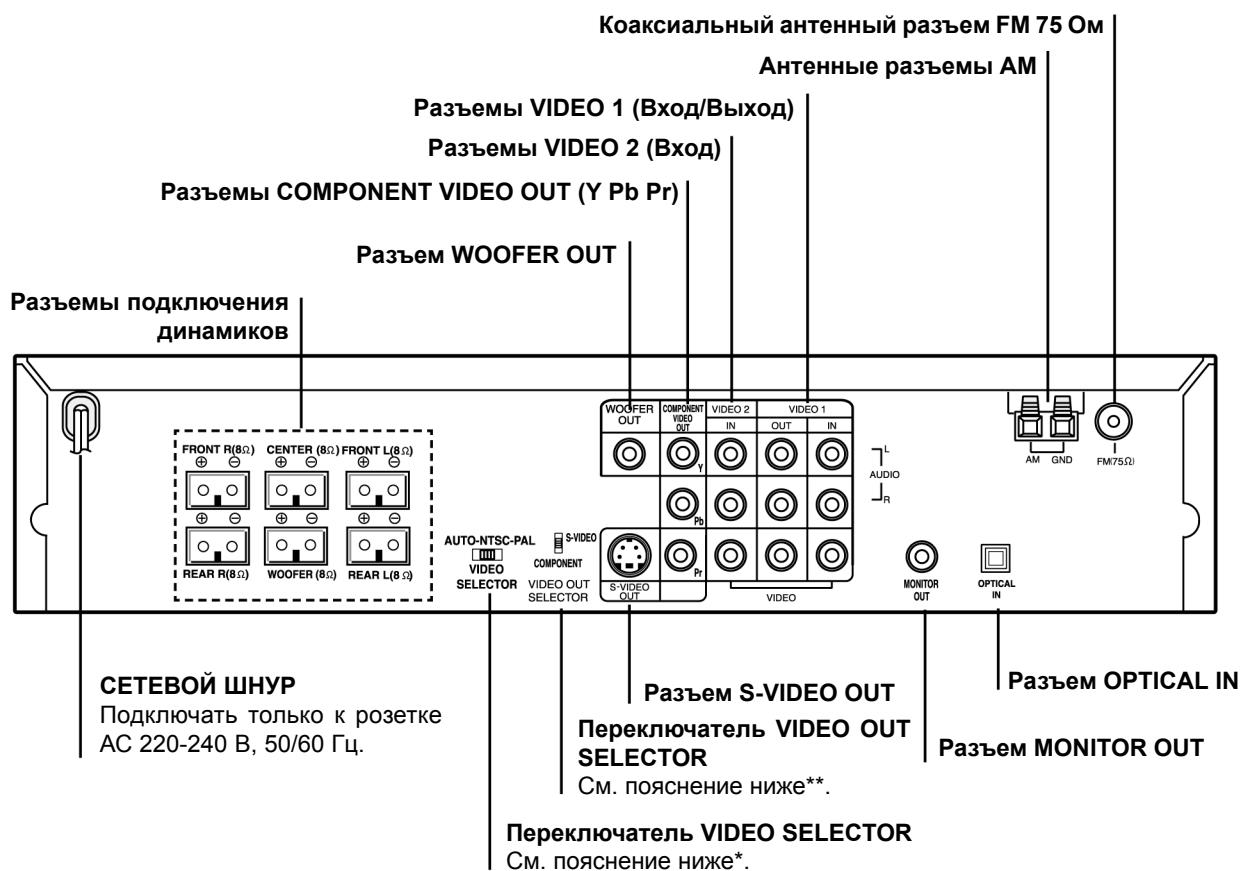 Коаксиальный антенный разъем FM 75 Ом
Антенные разъемы AM
Разъемы VIDEO 1 (Вход/Выход)
Разъемы VIDEO 2 (Вход)
Разъемы COMPONENT VIDEO OUT (Y Pb Pr)
Разъем WOOFER OUT
Разъемы подключения
динамиков
WOOFER
OUT
COMPONENT
VIDEO
OUT
VIDEO 2
IN
VIDEO 1
OUT
IN
FRONT R(8Ω)
CENTER (8Ω)
FRONT L(8Ω)
⊕ ⊖
⊕ ⊖
⊕ ⊖
Y
L
AUDIO
R
AM
GND
FM(75Ω)
Pb
⊕ ⊖
⊕ ⊖
⊕ ⊖
REAR R(8Ω)
WOOFER (8Ω)
REAR L(8Ω)
AUTO-NTSC-PAL
VIDEO
SELECTOR
S-VIDEO
COMPONENT
VIDEO OUT
SELECTOR
S-VIDEO
OUT
Pr
VIDEO
MONITOR
OUT
OPTICAL
IN
СЕТЕВОЙ ШНУР
Подключать только к розетке
AC 220-240 В, 50/60 Гц.
Разъем S-VIDEO OUT
Разъем OPTICAL IN
Переключатель VIDEO OUT
SELECTOR
См. пояснение ниже**.
Разъем MONITOR OUT
Переключатель VIDEO SELECTOR
См. пояснение ниже*.